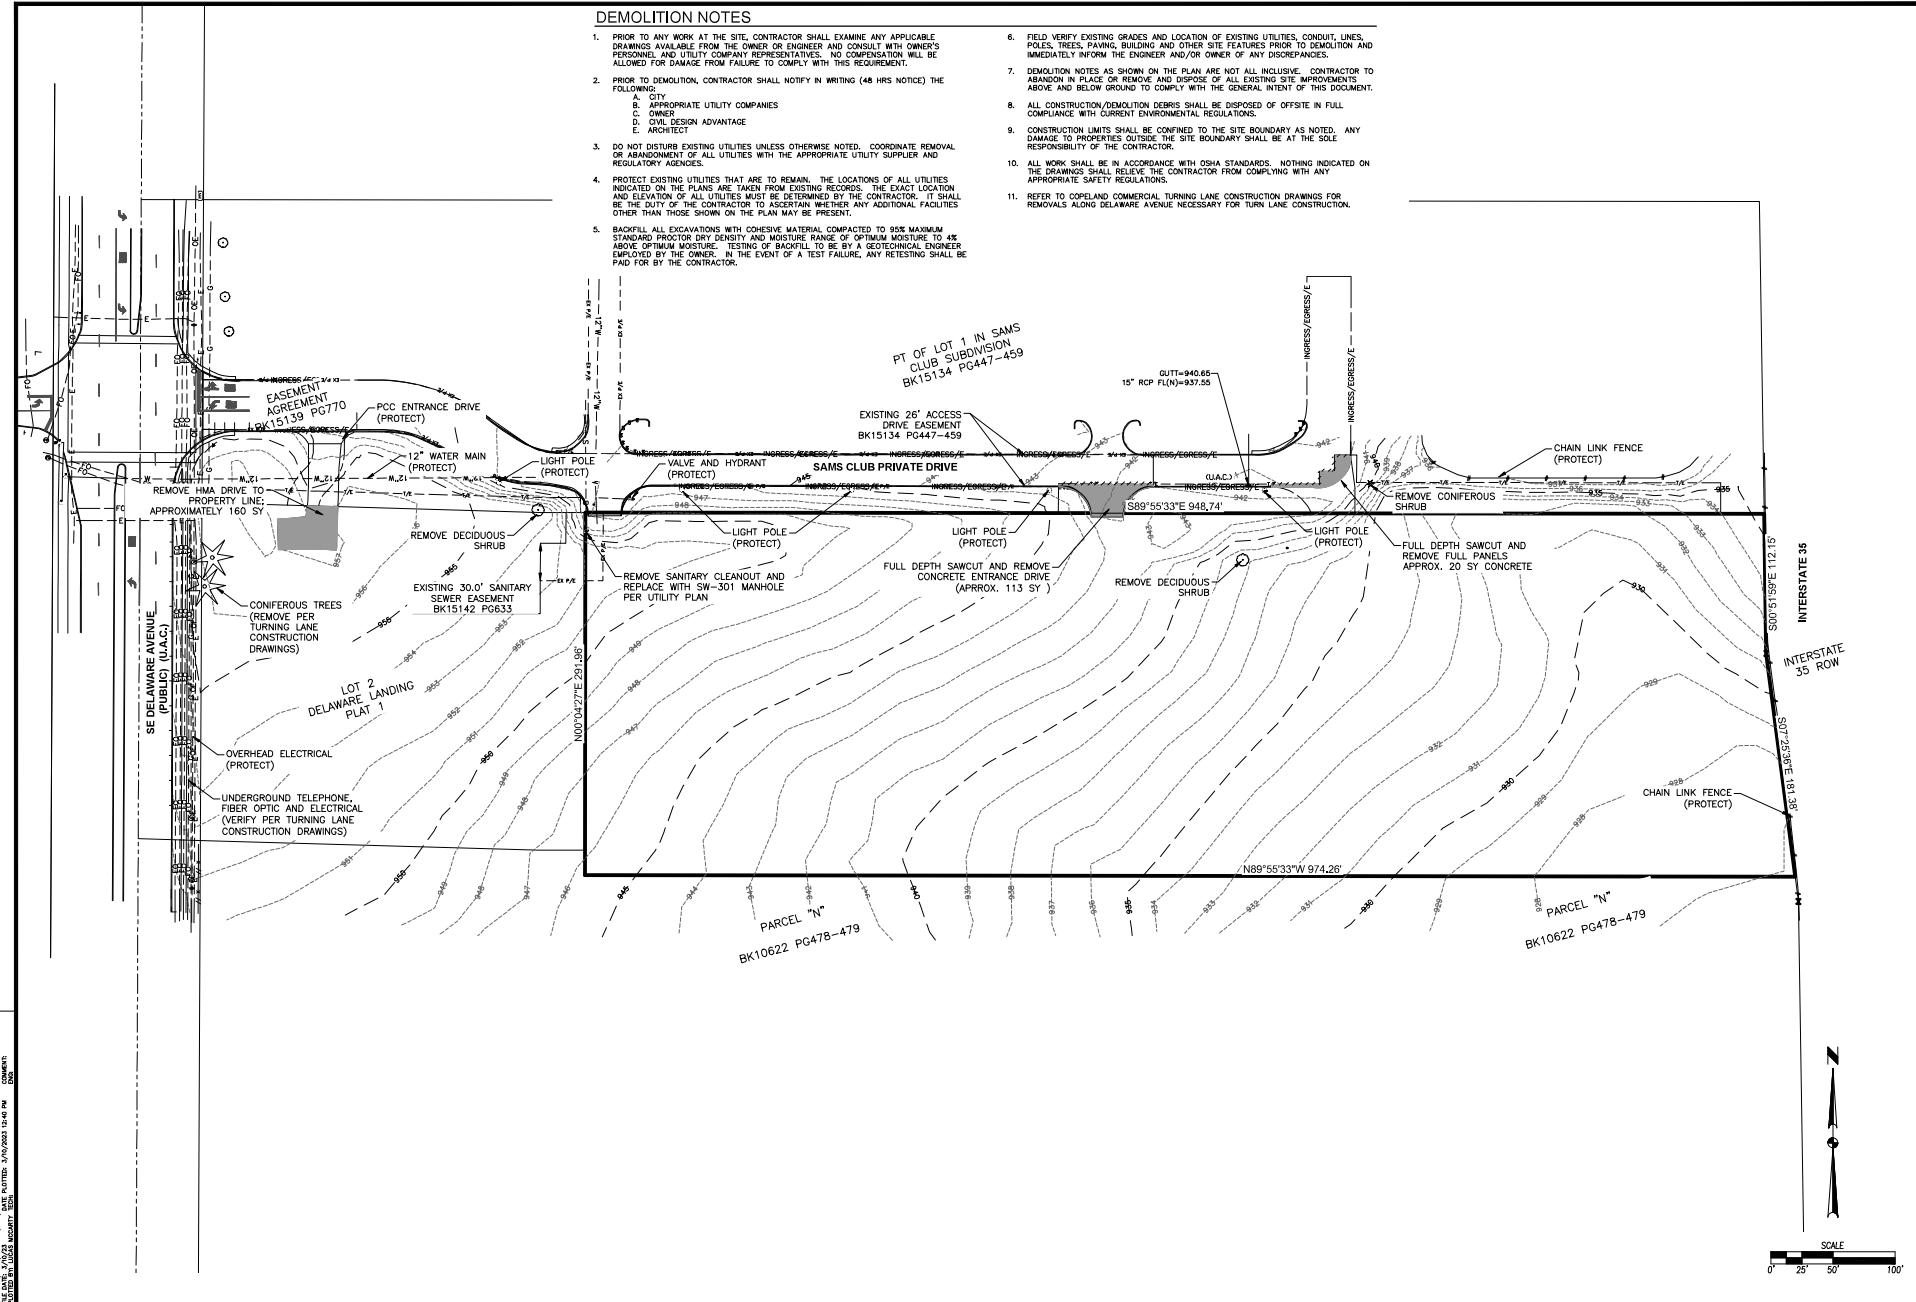 DEMOLITION NOTES
1. PRIOR TO ANY WORK AT THE SITE, CONTRACTOR SHALL EXAMINE ANY APPLICABLE
DRAWINGS AVAILABLE FROM THE OWNER OR ENGINEER AND CONSULT WITH OWNER'S
PERSONNEL AND UTILITY COMPANY REPRESENTATIVES. NO COMPENSATION WILL BE
ALLOWED FOR DAMAGE FROM FAILURE TO COMPLY WITH THIS REQUIREMENT.
2. PRIOR TO DEMOLITION, CONTRACTOR SHALL NOTIFY IN WRITING (48 HRS NOTICE) THE
FOLLOWING:
A. CITY
B. APPROPRIATE UTILITY COMPANIES
C. OWNER
D. CIVIL DESIGN ADVANTAGE
E. ARCHITECT
3. DO NOT DISTURB EXISTING UTILITIES UNLESS OTHERWISE NOTED. COORDINATE REMOVAL
OR ABANDONMENT OF ALL UTILITIES WITH THE APPROPRIATE UTILITY SUPPLIER AND
REGULATORY AGENCIES.
4. PROTECT EXISTING UTILITIES THAT ARE TO REMAIN. THE LOCATIONS OF ALL UTILITIES
INDICATED ON THE PLANS ARE TAKEN FROM EXISTING RECORDS. THE EXACT LOCATION
AND ELEVATION OF ALL UTILITIES MUST BE DETERMINED BY THE CONTRACTOR. IT SHALL
BE THE DUTY OF THE CONTRACTOR TO ASCERTAIN WHETHER ANY ADDITIONAL FACILITIES
OTHER THAN THOSE SHOWN ON THE PLAN MAY BE PRESENT.
5. BACKFILL ALL EXCAVATIONS WITH COHESIVE MATERIAL COMPACTED TO 95% MAXIMUM
STANDARD PROCTOR DRY DENSITY AND MOISTURE RANGE OF OPTIMUM MOISTURE TO 4%
ABOVE OPTIMUM MOISTURE. TESTING OF BACKFILL TO BE BY A GEOTECHNICAL ENGINEER
EMPLOYED BY THE OWNER. IN THE EVENT OF A TEST FAILURE, ANY RETESTING SHALL BE
PAID FOR BY THE CONTRACTOR.
6. FIELD VERIFY EXISTING GRADES AND LOCATION OF EXISTING UTILITIES, CONDUIT, LINES,
POLES, TREES, PAVING, BUILDING AND OTHER SITE FEATURES PRIOR TO DEMOLITION AND
IMMEDIATELY INFORM THE ENGINEER AND/OR OWNER OF ANY DISCREPANCIES.
7. DEMOLITION NOTES AS SHOWN ON THE PLAN ARE NOT ALL INCLUSIVE. CONTRACTOR TO
ABANDON IN PLACE OR REMOVE AND DISPOSE OF ALL EXISTING SITE IMPROVEMENTS
ABOVE AND BELOW GROUND TO COMPLY WITH THE GENERAL INTENT OF THIS DOCUMENT.
8. ALL CONSTRUCTION/DEMOLITION DEBRIS SHALL BE DISPOSED OF OFFSITE IN FULL
COMPLIANCE WITH CURRENT ENVIRONMENTAL REGULATIONS.
9. CONSTRUCTION LIMITS SHALL BE CONFINED TO THE SITE BOUNDARY AS NOTED. ANY
DAMAGE TO PROPERTIES OUTSIDE THE SITE BOUNDARY SHALL BE AT THE SOLE
RESPONSIBILITY OF THE CONTRACTOR.
10. ALL WORK SHALL BE IN ACCORDANCE WITH OSHA STANDARDS. NOTHING INDICATED ON
THE DRAWINGS SHALL RELIEVE THE CONTRACTOR FROM COMPLYING WITH ANY
APPROPRIATE SAFETY REGULATIONS.
11. REFER TO COPELAND COMMERCIAL TURNING LANE CONSTRUCTION DRAWINGS FOR
REMOVALS ALONG DELAWARE AVENUE NECESSARY FOR TURN LANE CONSTRUCTION.
PT OF LOT 1 IN SAMS
CLUB SUBDIVISION
BK15134 PG447-459
GUTT=940.65
15" RCP FL(N)=937.55
INGRESS/EGRESS/E
INGRESS/EGRESS/E
EASEMENT
AGREEMENT
BK15139 PG770
PCC ENTRANCE DRIVE
(PROTECT)
EXISTING 26' ACCESS
DRIVE EASEMENT
BK15134 PG447-459
12" WATER MAIN
(PROTECT)
LIGHT POLE
(PROTECT)
VALVE AND HYDRANT
(PROTECT)
SAMS CLUB PRIVATE DRIVE
(U.A.C.)
CHAIN LINK FENCE
(PROTECT)
REMOVE HMA DRIVE TO
PROPERTY LINE;
APPROXIMATELY 160 SY
REMOVE CONIFEROUS
SHRUB
S89°55'33"E 948.74'
REMOVE DECIDUOUS
SHRUB
LIGHT POLE
(PROTECT)
LIGHT POLE
(PROTECT)
LIGHT POLE
(PROTECT)
FULL DEPTH SAWCUT AND
REMOVE FULL PANELS
APPROX. 20 SY CONCRETE
FULL DEPTH SAWCUT AND REMOVE
CONCRETE ENTRANCE DRIVE
(APRROX. 113 SY )
REMOVE DECIDUOUS
SHRUB
REMOVE SANITARY CLEANOUT AND
REPLACE WITH SW-301 MANHOLE
PER UTILITY PLAN
EXISTING 30.0' SANITARY
SEWER EASEMENT
BK15142 PG633
EX P/E
CONIFEROUS TREES
(REMOVE PER
TURNING LANE
CONSTRUCTION
DRAWINGS)
S00°51'59"E 112.15'
INTERSTATE 35
INTERSTATE
35 ROW
SE DELAWARE AVENUE
(PUBLIC) (U.A.C.)
LOT 2
DELAWARE LANDING
PLAT 1
N00°04'27"E 291.96'
S07°25'36"E 181.38'
OVERHEAD ELECTRICAL
(PROTECT)
UNDERGROUND TELEPHONE,
FIBER OPTIC AND ELECTRICAL
(VERIFY PER TURNING LANE
CONSTRUCTION DRAWINGS)
CHAIN LINK FENCE
(PROTECT)
N89°55'33"W 974.26'
PARCEL "N"
BK10622 PG478-479
PARCEL "N"
BK10622 PG478-479
N
SCALE
0' 25' 50' 100'